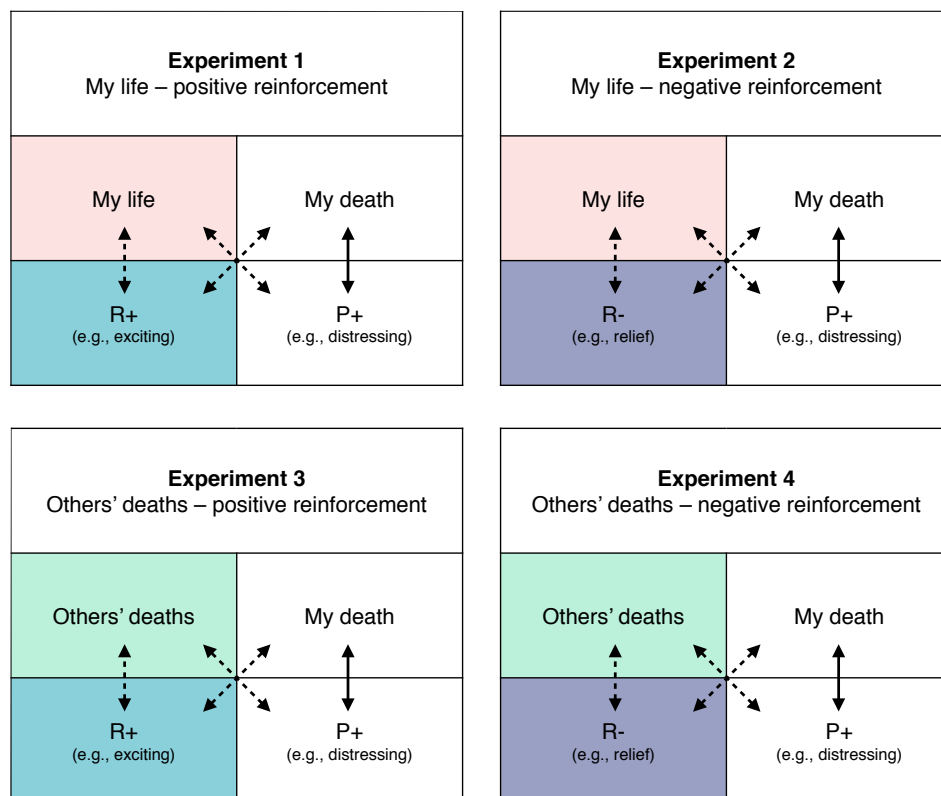 Experiment 1
My life – positive reinforcement
My life
My death
R+
(e.g., exciting)
P+
(e.g., distressing)
Experiment 2
My life – negative reinforcement
My life
My death
R-
(e.g., relief)
P+
(e.g., distressing)
Experiment 3
Others’ deaths – positive reinforcement
Others’ deaths
My death
R+
(e.g., exciting)
P+
(e.g., distressing)
Experiment 4
Others’ deaths – negative reinforcement
Others’ deaths
My death
R-
(e.g., relief)
P+
(e.g., distressing)